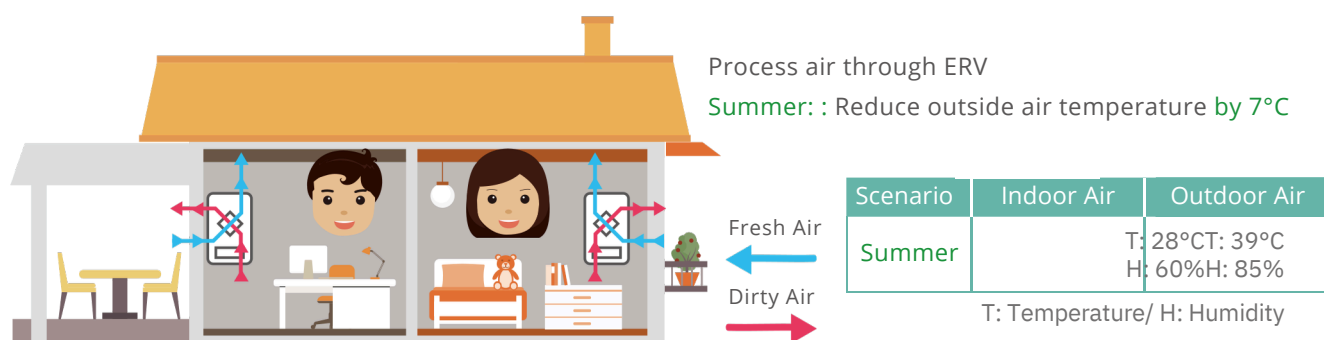 Process air through ERV
Summer: : Reduce outside air temperature by 7°C
Scenario Indoor Air Outdoor Air
Summer
T: 28°CT: 39°C
H: 60%H: 85%
Fresh Air
Dirty Air
T: Temperature/ H: Humidity